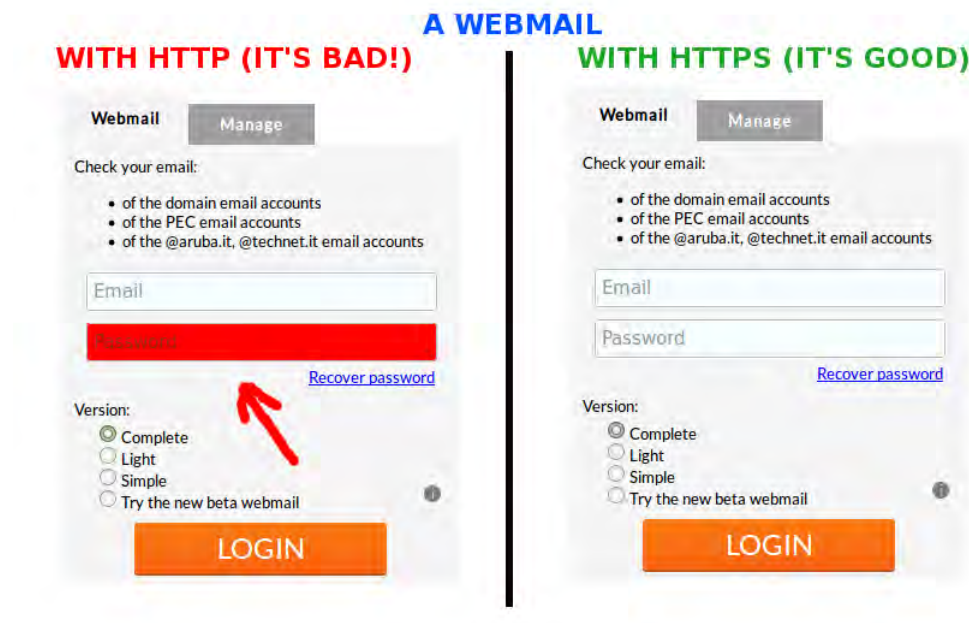 A WEBMAIL
WITH HTTP (IT'S BAD!)
Webmail
Manage
Check your email:
• of the domain email accounts
• of the PEC email accounts
• of the @aruba.it, @technet.it email accounts
Email
Password
Recover password
Version:
Complete
Light
Simple
Try the new beta webmail
LOGIN
WITH HTTPS (IT'S GOOD)
Webmail
Manage
Check your email:
• of the domain email accounts
• of the PEC email accounts
• of the @aruba.it, @technet.it email accounts
Email
Password
Recover password
Version:
Complete
Light
Simple
Try the new beta webmail
LOGIN